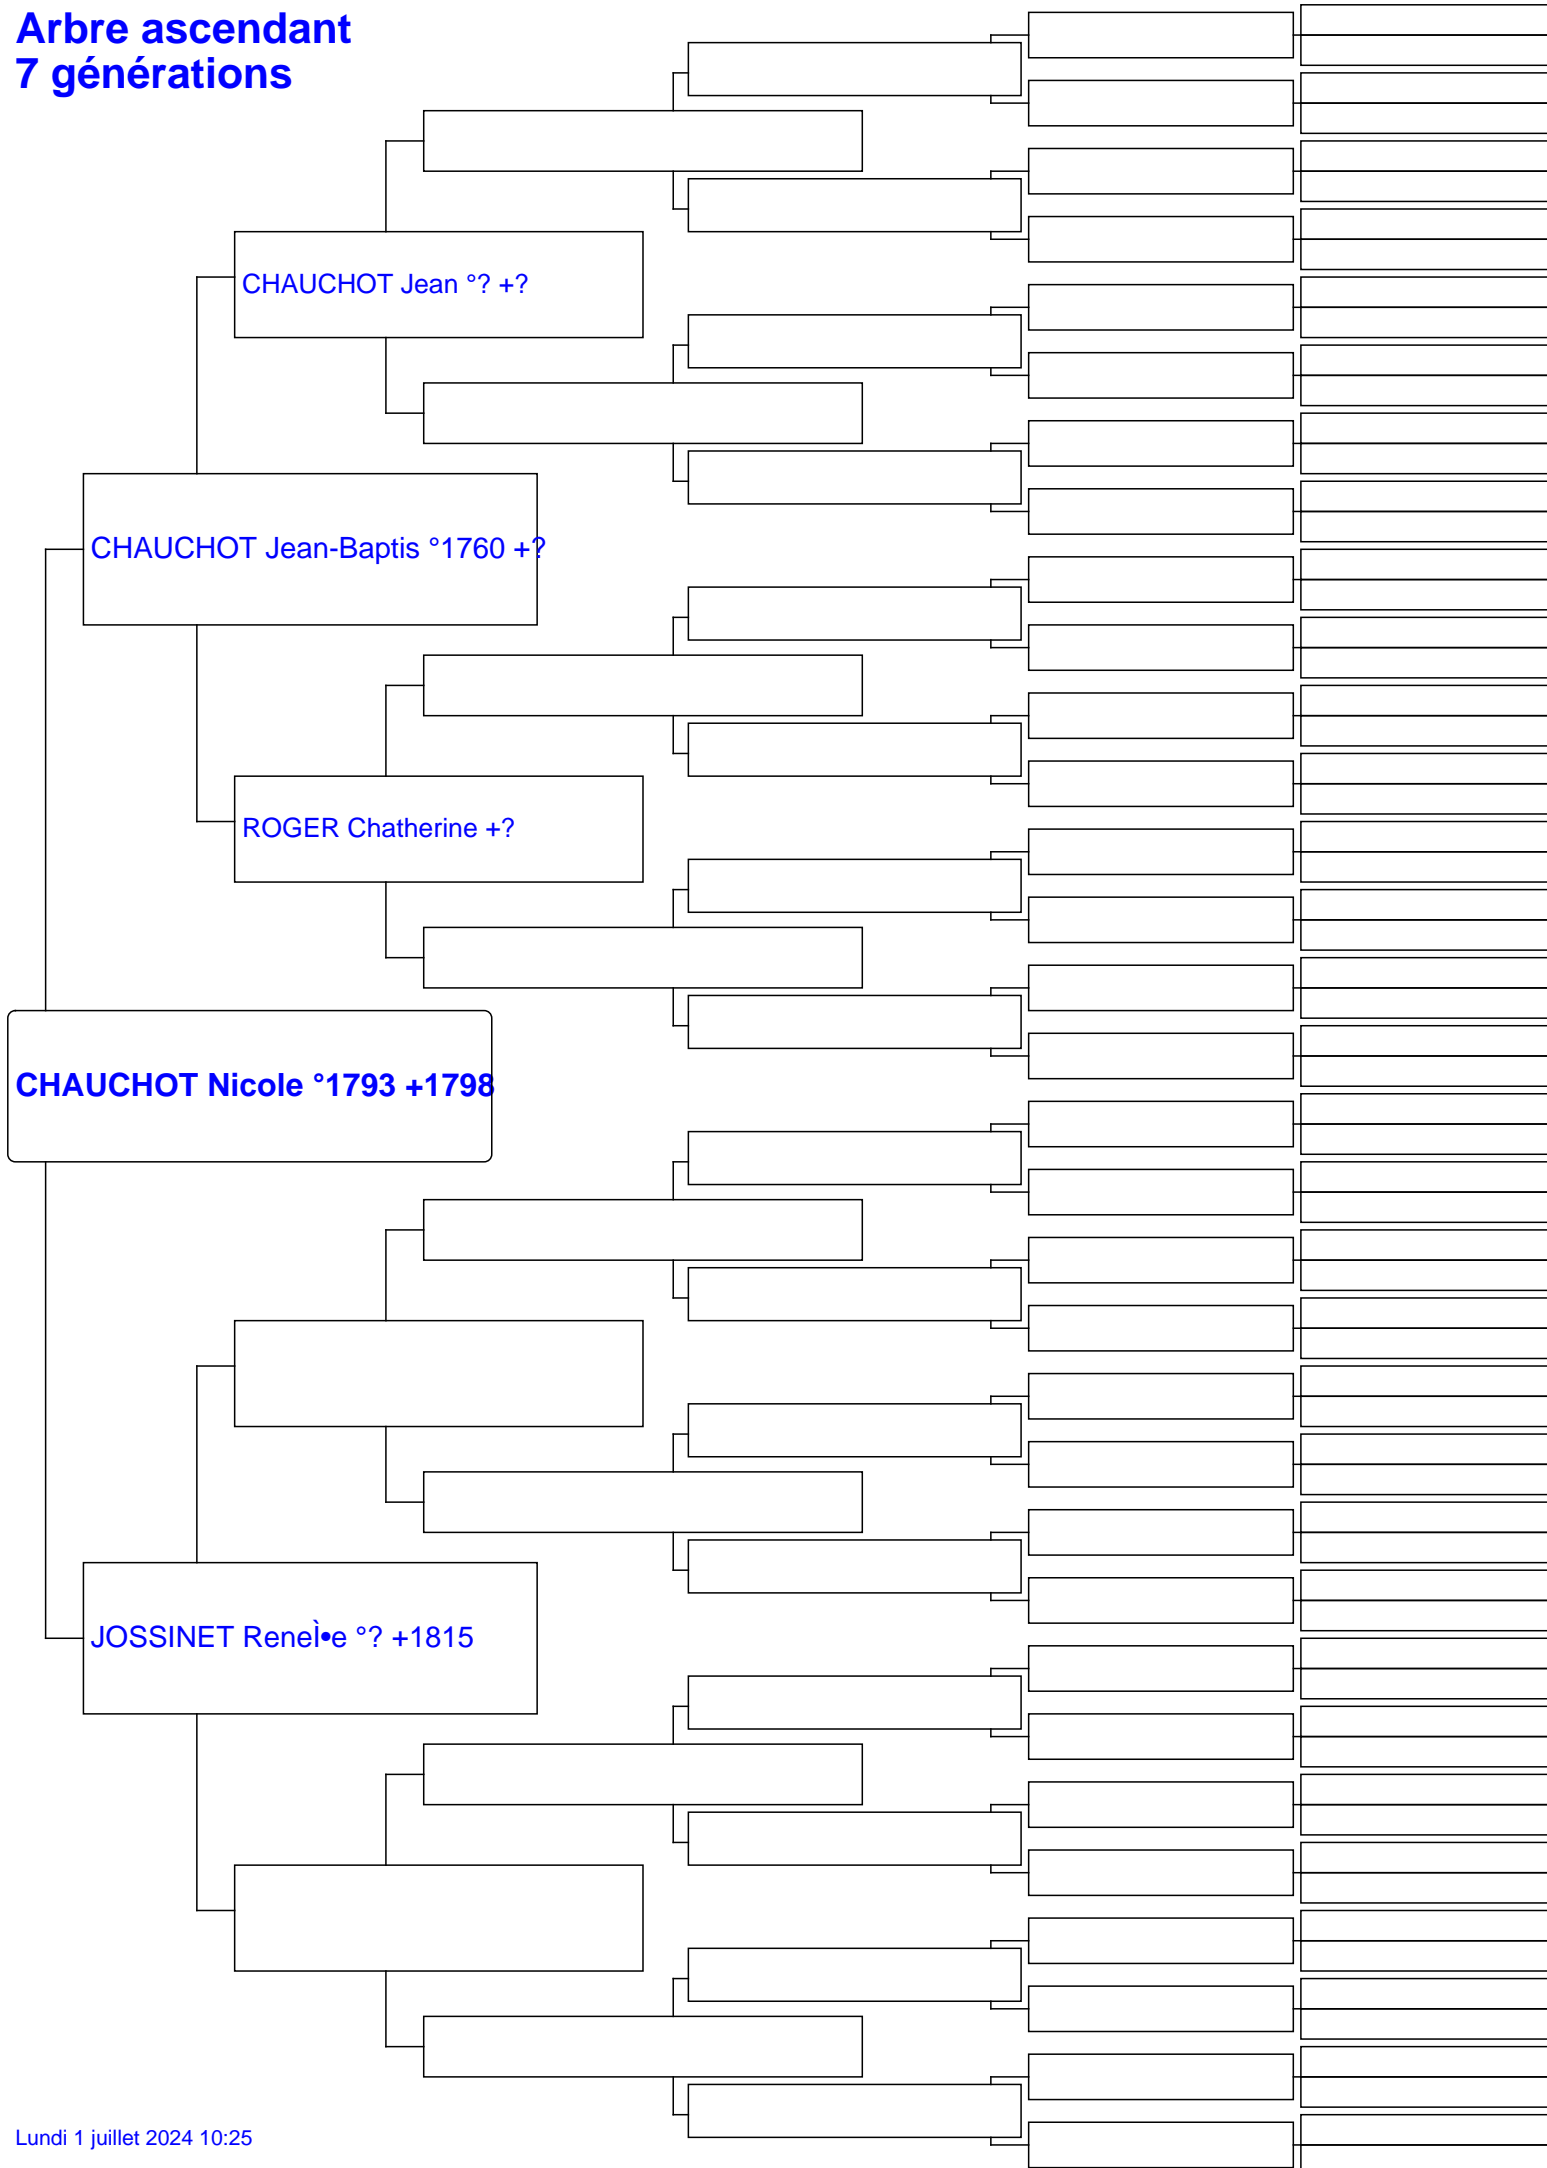 Arbre ascendant
7 générations
CHAUCHOT Jean °? +?
CHAUCHOT Jean-Baptis °1760 +?
ROGER Chatherine +?
CHAUCHOT Nicole °1793 +1798
JOSSINET ReneÌ•e °? +1815
Lundi 1 juillet 2024 10:25